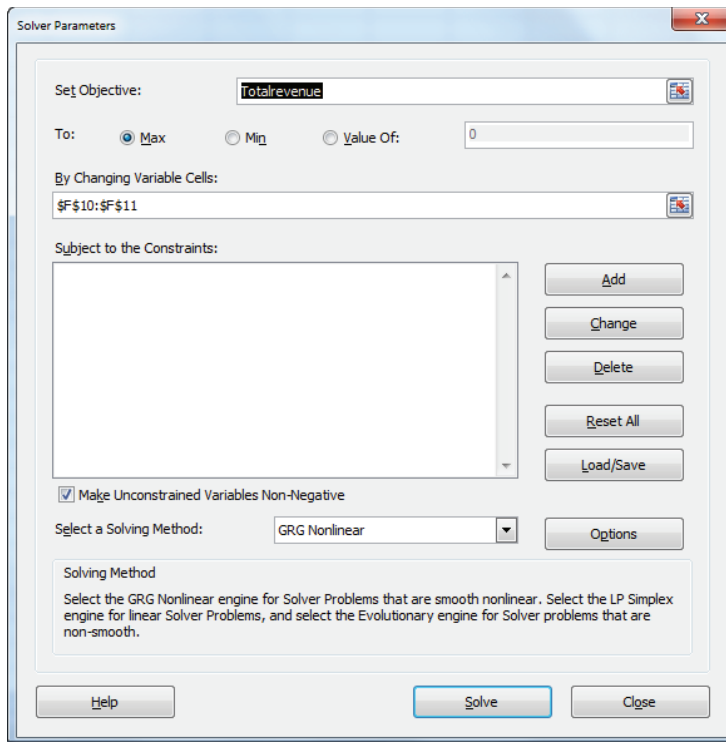 Solver Parameters
X
Set Objective:
Totalrevenue
To:
Max
Min
Value Of:
0
By Changing Variable Cells:
$F$10:$F$11
Subject to the Constraints:
Add
Change
Delete
Reset All
Load/Save
Make Unconstrained Variables Non-Negative
Select a Solving Method:
GRG Nonlinear
Options
Solving Method
Select the GRG Nonlinear engine for Solver Problems that are smooth nonlinear. Select the LP Simplex
engine for linear Solver Problems, and select the Evolutionary engine for Solver problems that are
non-smooth.
Help
Solve
Close